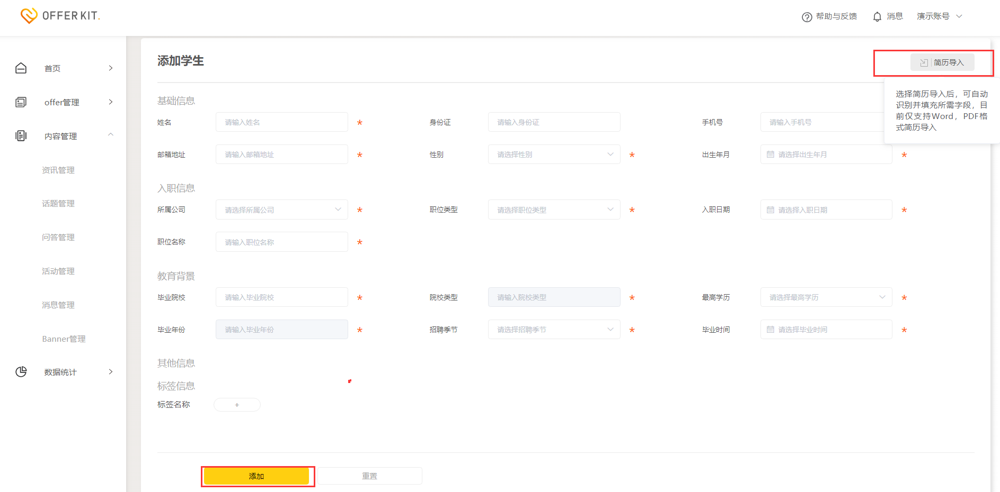 OFFER KIT.
帮助与反馈
消息
演示账号
首页
offer管理
内容管理
资讯管理
话题管理
问答管理
活动管理
消息管理
Banner管理
数据统计
添加学生
简历导入
选择简历导入后，可自动
识别并填充所需字段，目
前仅支持Word，PDF格
式简历导入
基础信息
姓名 请输入姓名 *
身份证 请输入身份证
手机号 请输入手机号
邮箱地址 请输入邮箱地址 *
性别 请选择性别 *
出生年月 请选择出生年月 *
入职信息
所属公司 请选择所属公司 *
职位类型 请选择职位类型 *
入职日期 请选择入职日期 *
职位名称 请输入职位名称 *
教育背景
毕业院校 请输入毕业院校 *
院校类型 请输入院校类型 *
最高学历 请选择最高学历 *
毕业年份 请输入毕业年份 *
招聘季节 请选择招聘季节 *
毕业时间 请选择毕业时间 *
其他信息
标签信息
标签名称 +
添加
重置